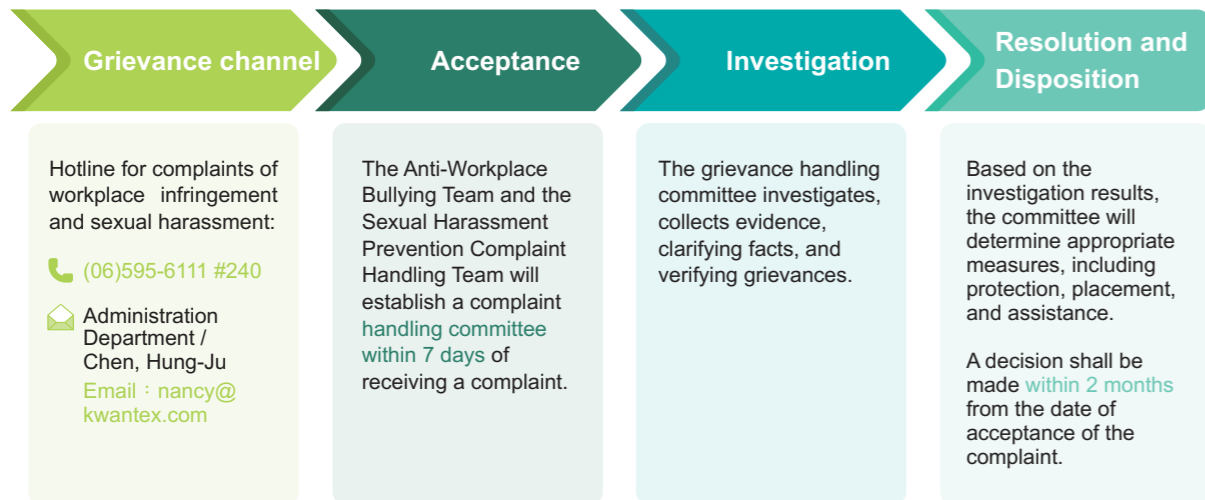 Grievance channel
Hotline for complaints of
workplace infringement
and sexual harassment:
(06)595-6111 #240
Administration
Department /
Chen, Hung-Ju
Email：nancy@
kwantex.com
Acceptance
The Anti-Workplace
Bullying Team and the
Sexual Harassment
Prevention Complaint
Handling Team will
establish a complaint
handling committee
within 7 days of
receiving a complaint.
Investigation
The grievance handling
committee investigates,
collects evidence,
clarifying facts, and
verifying grievances.
Resolution and
Disposition
Based on the
investigation results,
the committee will
determine appropriate
measures, including
protection, placement,
and assistance.
A decision shall be
made within 2 months
from the date of
acceptance of the
complaint.